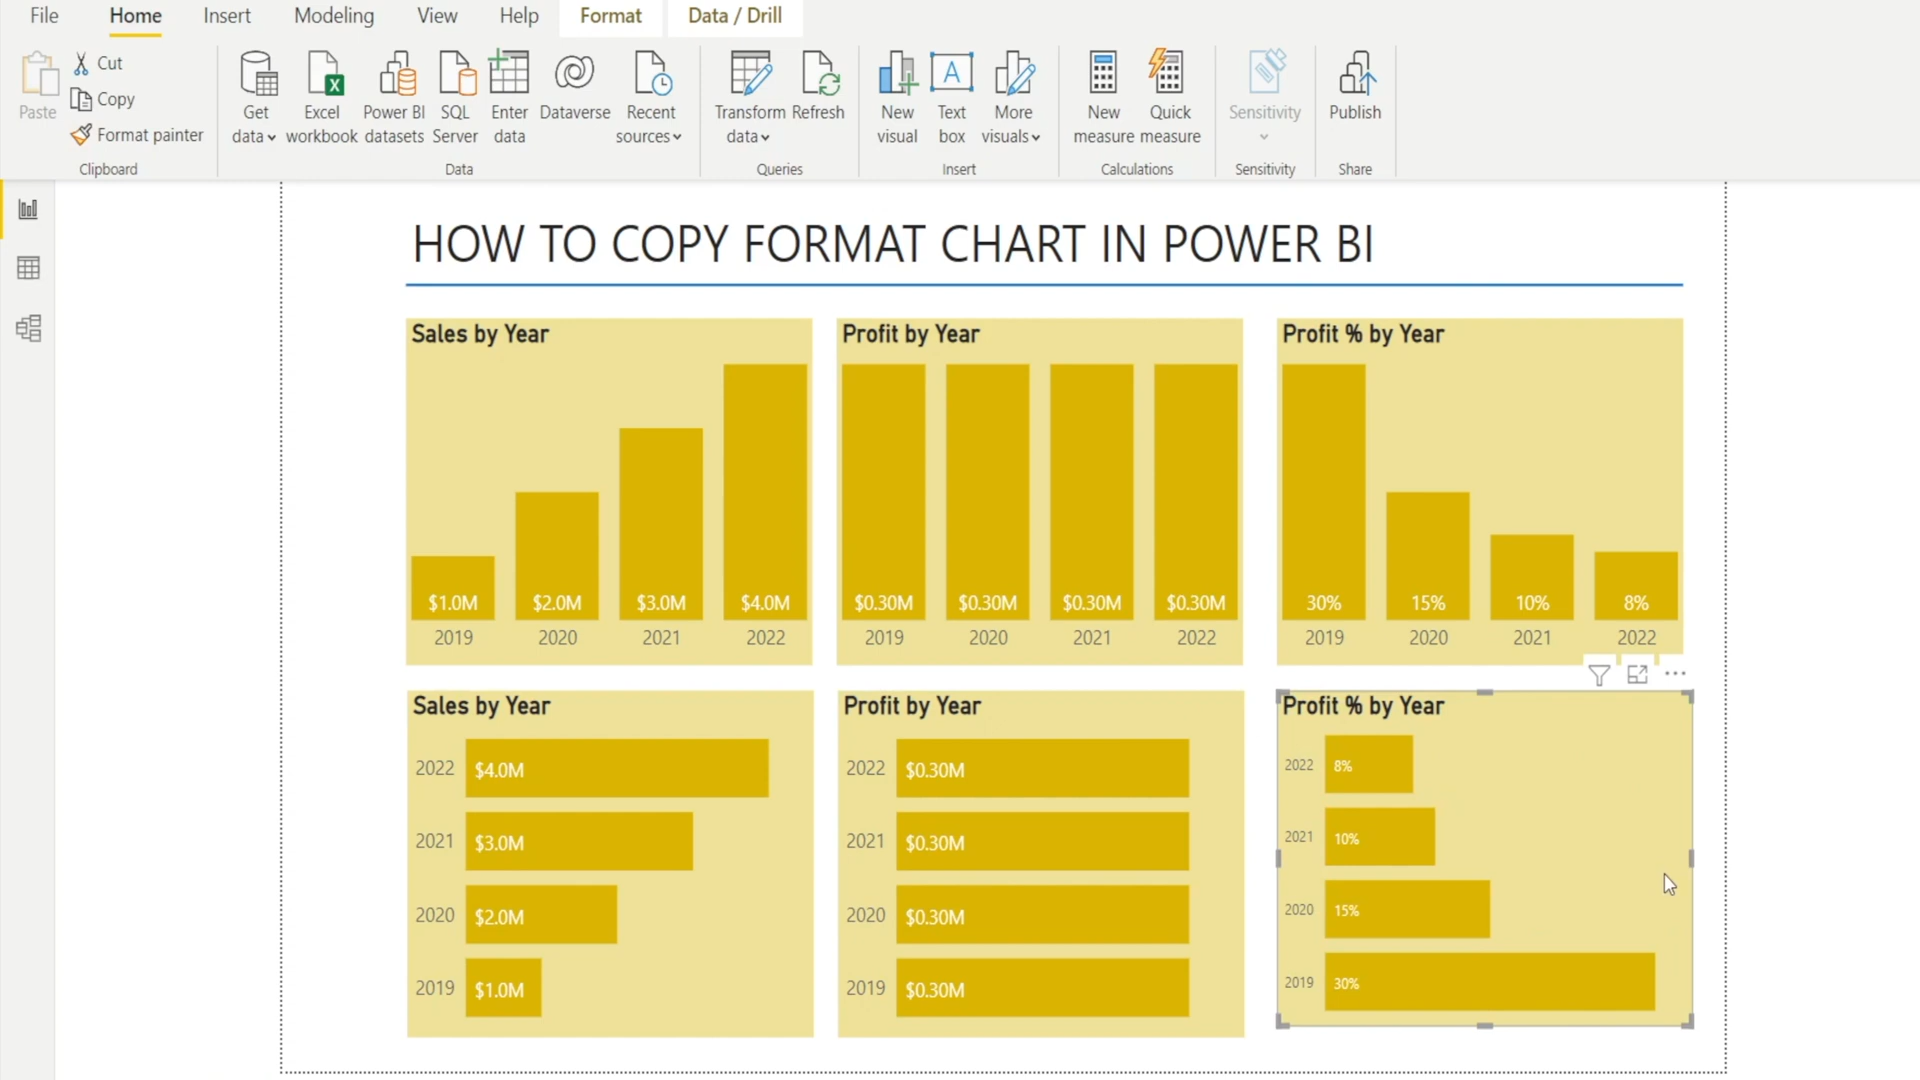 File Home Insert Modeling View Help Format Data / Drill
Paste
Cut
Copy
Format painter
Clipboard
Get data
Excel workbook
Power BI datasets
SQL Server
Enter data
Dataverse
Recent sources
Data
Transform data
Refresh
Queries
New visual
Text box
More visuals
Insert
New measure
Quick measure
Calculations
Sensitivity
Sensitivity
Publish
Share
HOW TO COPY FORMAT CHART IN POWER BI
Sales by Year
$1.0M $2.0M $3.0M $4.0M
2019 2020 2021 2022
Profit by Year
$0.30M $0.30M $0.30M $0.30M
2019 2020 2021 2022
Profit % by Year
30% 15% 10% 8%
2019 2020 2021 2022
Sales by Year
2022 $4.0M
2021 $3.0M
2020 $2.0M
2019 $1.0M
Profit by Year
2022 $0.30M
2021 $0.30M
2020 $0.30M
2019 $0.30M
Profit % by Year
2022 8%
2021 10%
2020 15%
2019 30%